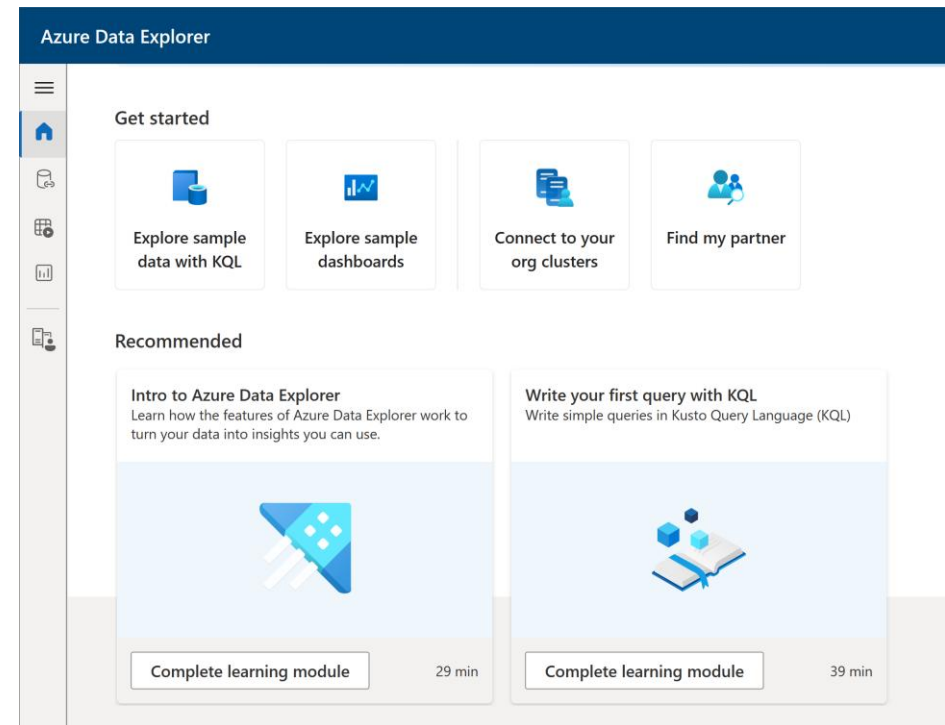 Azure Data Explorer
Get started
Explore sample
data with KQL
Explore sample
dashboards
Connect to your
org clusters
Find my partner
Recommended
Intro to Azure Data Explorer
Learn how the features of Azure Data Explorer work to
turn your data into insights you can use.
Complete learning module
29 min
Write your first query with KQL
Write simple queries in Kusto Query Language (KQL)
Complete learning module
39 min